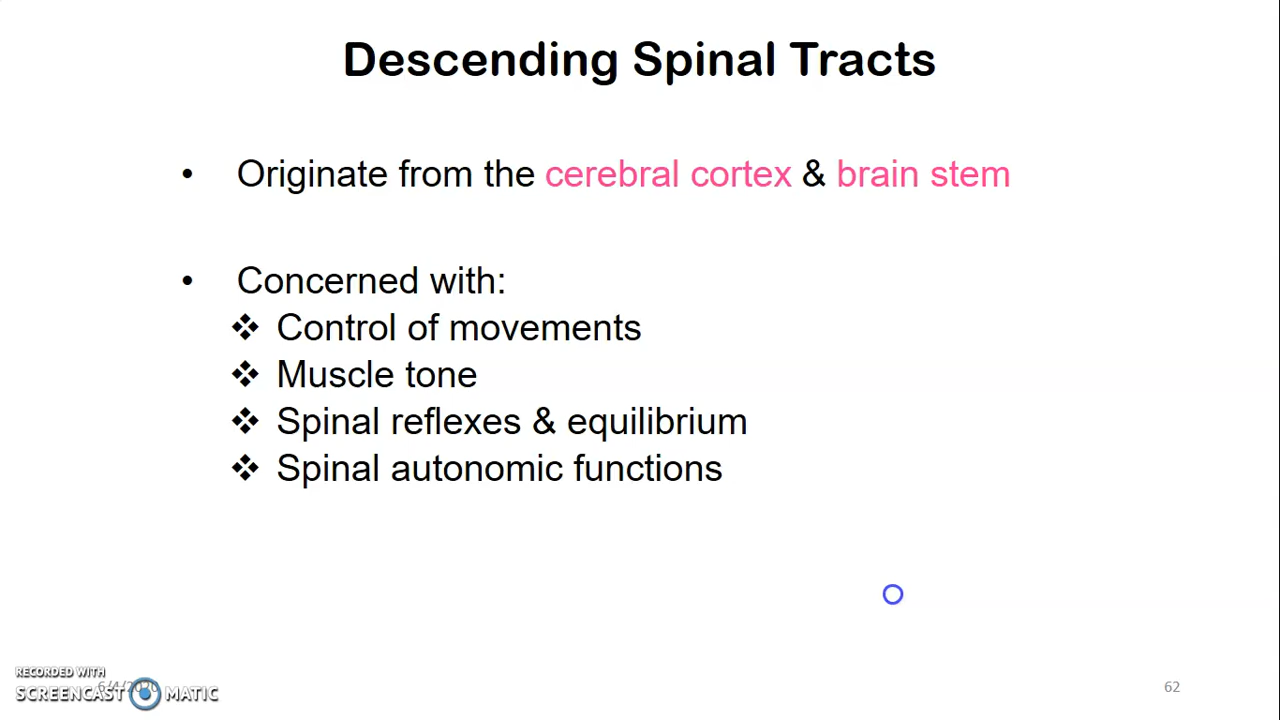 Descending Spinal Tracts
• Originate from the cerebral cortex & brain stem
• Concerned with:
❖ Control of movements
❖ Muscle tone
❖ Spinal reflexes & equilibrium
❖ Spinal autonomic functions
RECORDED WITH
SCREENCAST MATIC
62